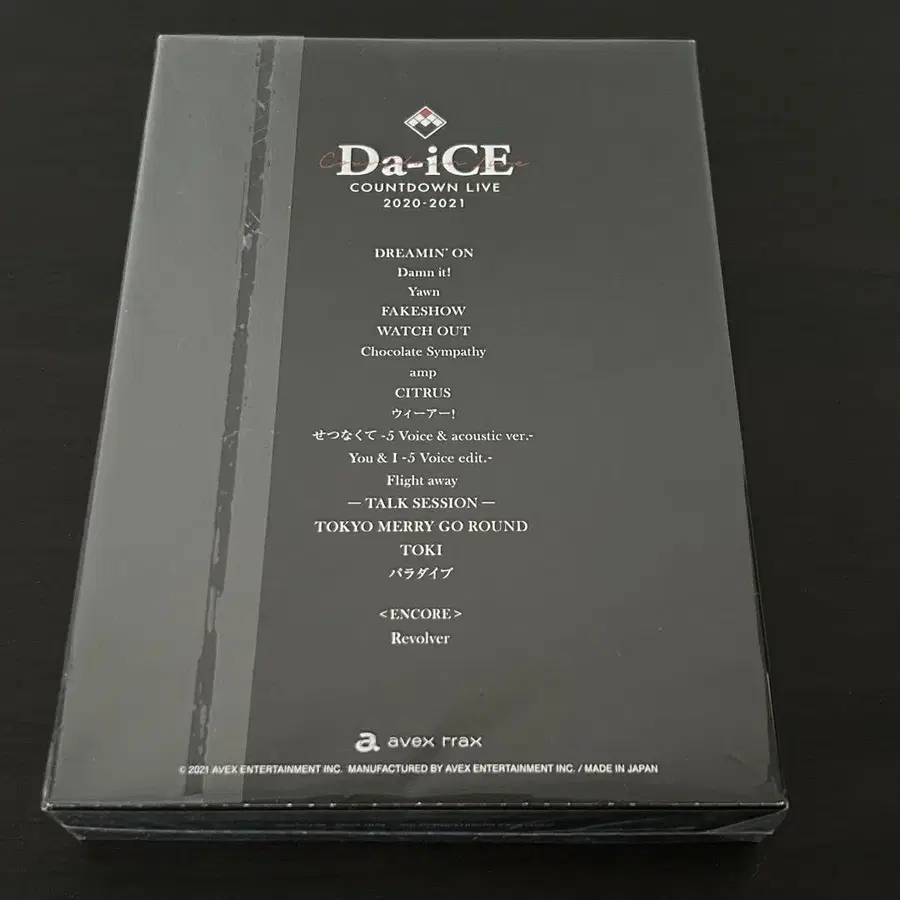 Da-iCE
COUNTDOWN LIVE
2020-2021
DREAMIN' ON
Damn it!
Yawn
FAKESHOW
WATCH OUT
Chocolate Sympathy
amp
CITRUS
ウィーアー!
せつなくて -5 Voice & acoustic ver.-
You & I -5 Voice edit.-
Flight away
— TALK SESSION —
TOKYO MERRY GO ROUND
TOKI
パラダイブ
<ENCORE>
Revolver
a avex trax
© 2021 AVEX ENTERTAINMENT INC. MANUFACTURED BY AVEX ENTERTAINMENT INC. / MADE IN JAPAN